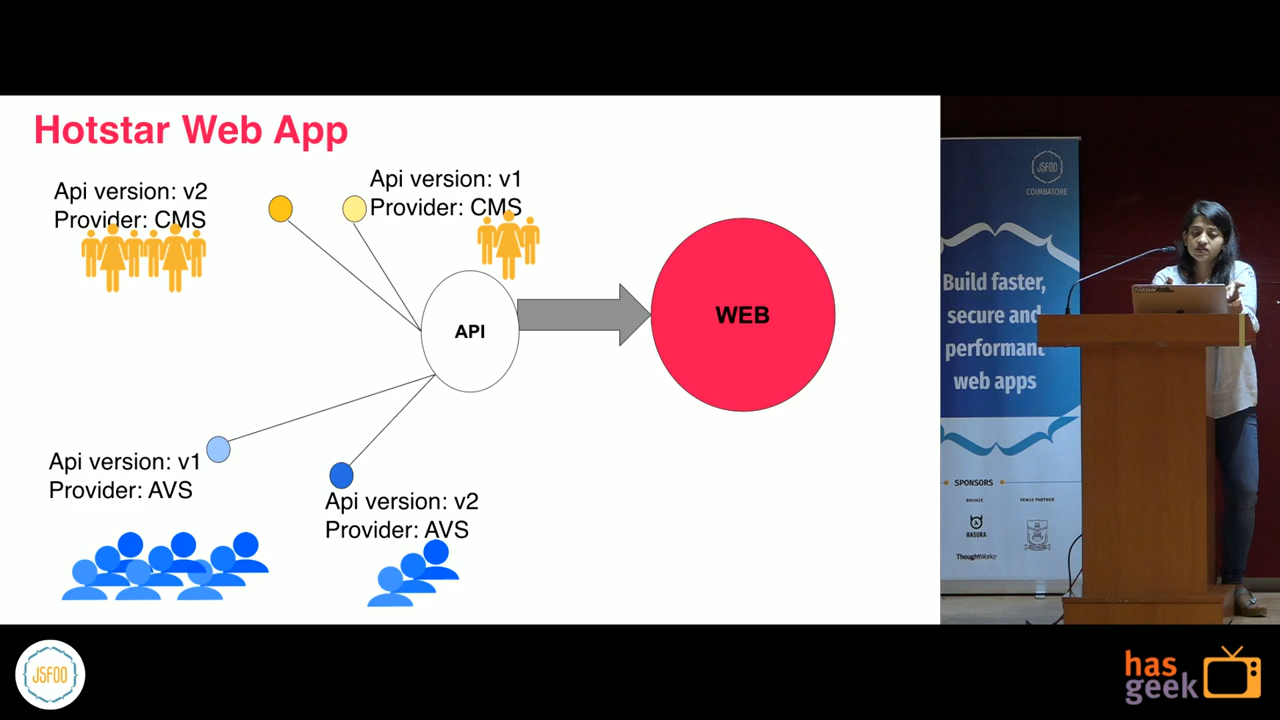 Hotstar Web App
Api version: v2
Provider: CMS
Api version: v1
Provider: CMS
API
WEB
Api version: v1
Provider: AVS
Api version: v2
Provider: AVS
JSFOO
COIMBATORE
Build faster,
secure and
performant
web apps
SPONSORS
BRONZE
VENUE PARTNER
HASURA
ThoughtWorks
hotstar
JSFOO
has
geek